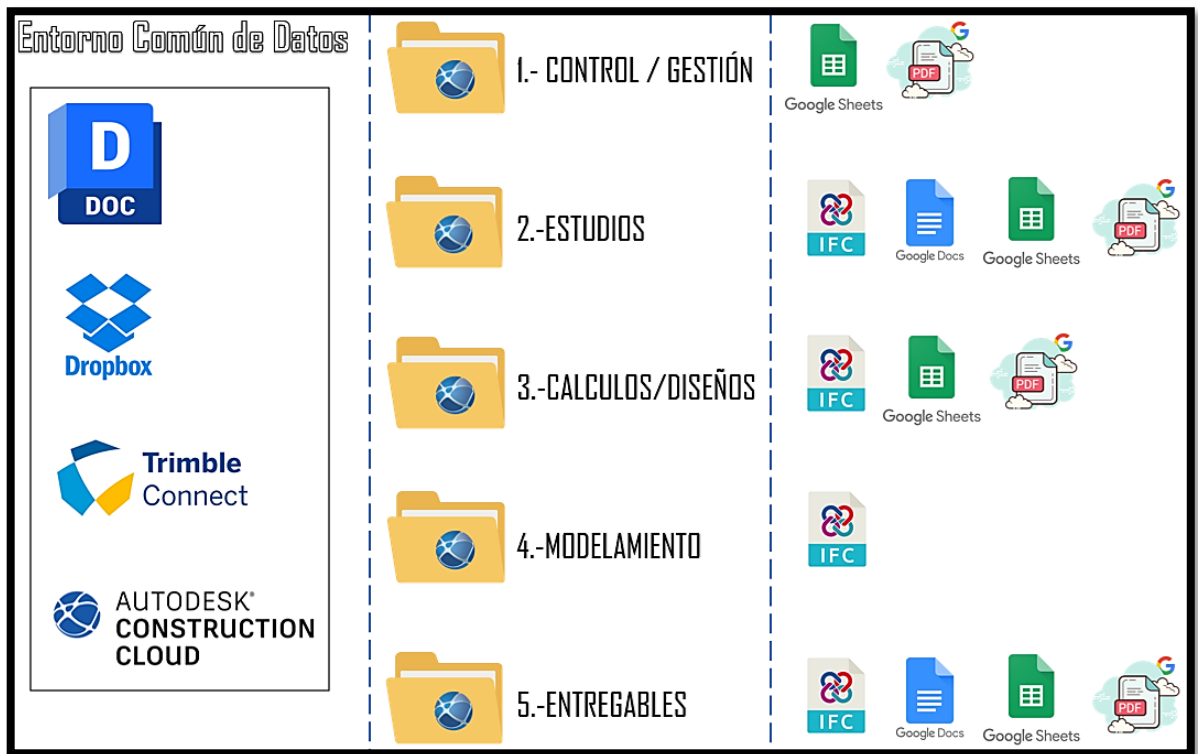 Entorno Común de Datos
D
DOC
Dropbox
Trimble
Connect
AUTODESK®
CONSTRUCTION
CLOUD
1.- CONTROL / GESTIÓN
Google Sheets
PDF
2.-ESTUDIOS
IFC
Google Docs
Google Sheets
PDF
3.-CALCULOS/DISEÑOS
IFC
Google Sheets
PDF
4.-MODELAMIENTO
IFC
5.-ENTREGABLES
IFC
Google Docs
Google Sheets
PDF